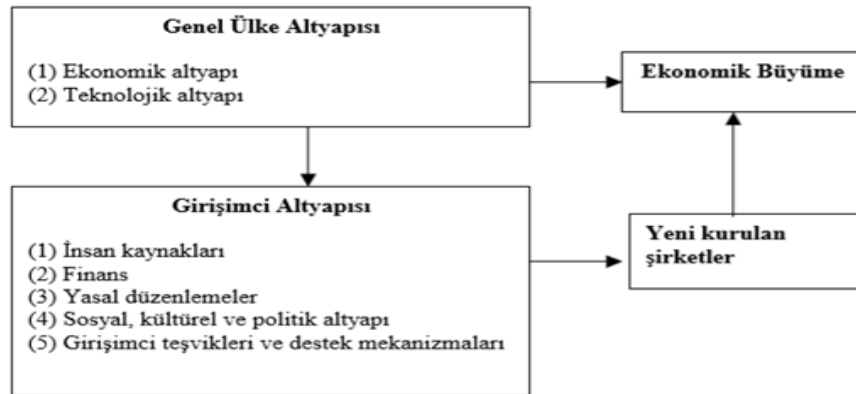 Genel Ülke Altyapısı
(1) Ekonomik altyapı
(2) Teknolojik altyapı
Ekonomik Büyüme
Girişimci Altyapısı
(1) İnsan kaynakları
(2) Finans
(3) Yasal düzenlemeler
(4) Sosyal, kültürel ve politik altyapı
(5) Girişimci teşvikleri ve destek mekanizmaları
Yeni kurulan
şirketler